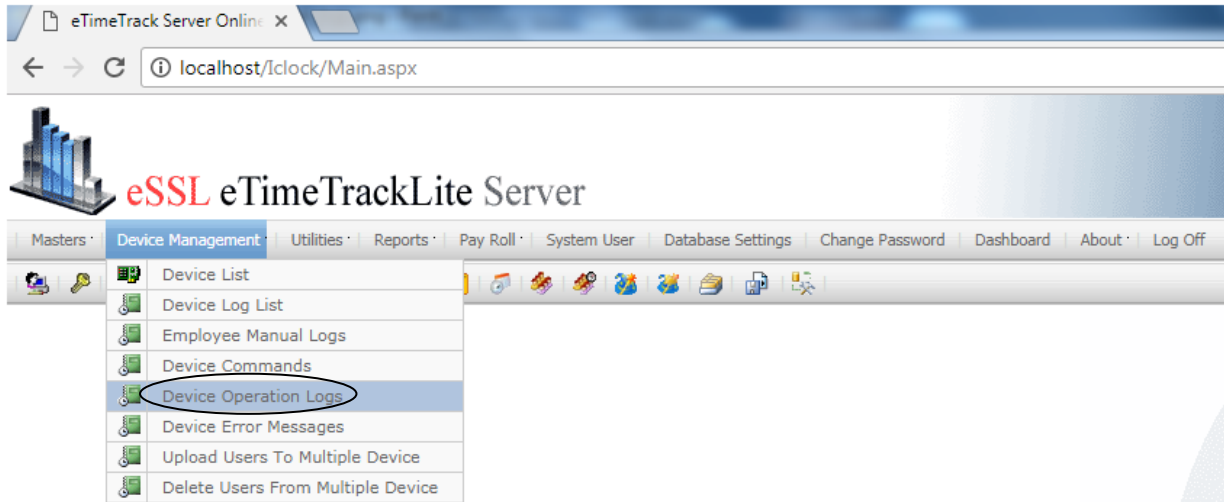 eTimeTrack Server Online
localhost/Iclock/Main.aspx
eSSL eTimeTrackLite Server
Masters Device Management Utilities Reports Pay Roll System User Database Settings Change Password Dashboard About Log Off
Device List
Device Log List
Employee Manual Logs
Device Commands
Device Operation Logs
Device Error Messages
Upload Users To Multiple Device
Delete Users From Multiple Device